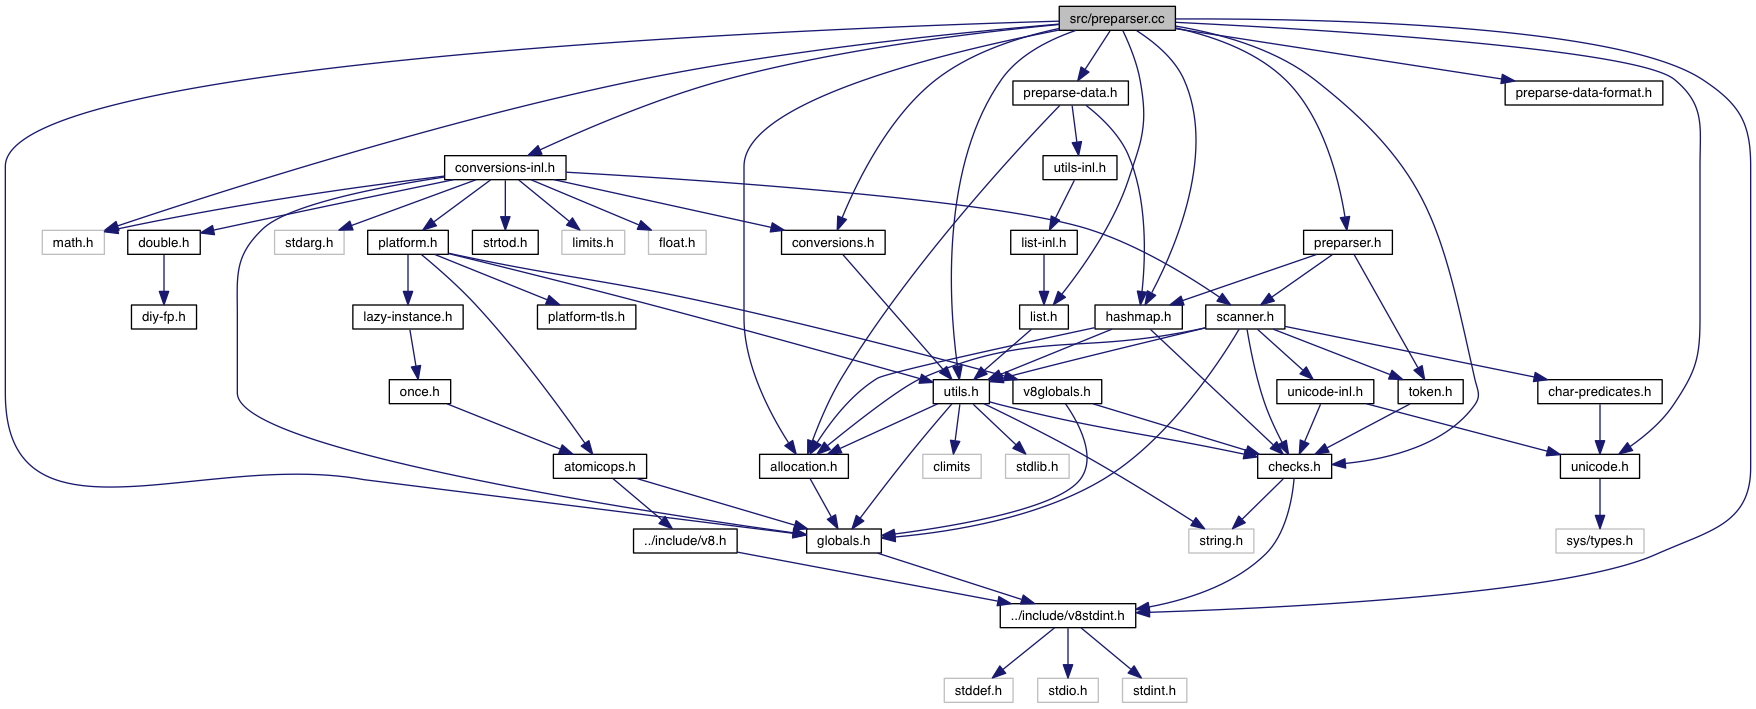 src/preparser.cc
preparse-data.h
preparse-data-format.h
conversions-inl.h
utils-inl.h
math.h
double.h
stdarg.h
platform.h
strtod.h
limits.h
float.h
conversions.h
list-inl.h
preparser.h
diy-fp.h
lazy-instance.h
platform-tls.h
list.h
hashmap.h
scanner.h
once.h
utils.h
v8globals.h
unicode-inl.h
token.h
char-predicates.h
atomicops.h
allocation.h
climits
stdlib.h
checks.h
unicode.h
../include/v8.h
globals.h
string.h
sys/types.h
../include/v8stdint.h
stddef.h
stdio.h
stdint.h